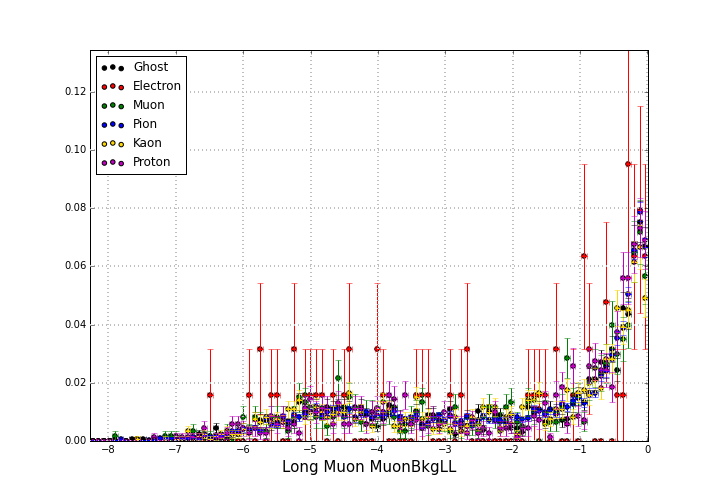 Ghost
Electron
Muon
Pion
Kaon
Proton
0.12
0.10
0.08
0.06
0.04
0.02
0.00
−8 −7 −6 −5 −4 −3 −2 −1 0
Long Muon MuonBkgLL